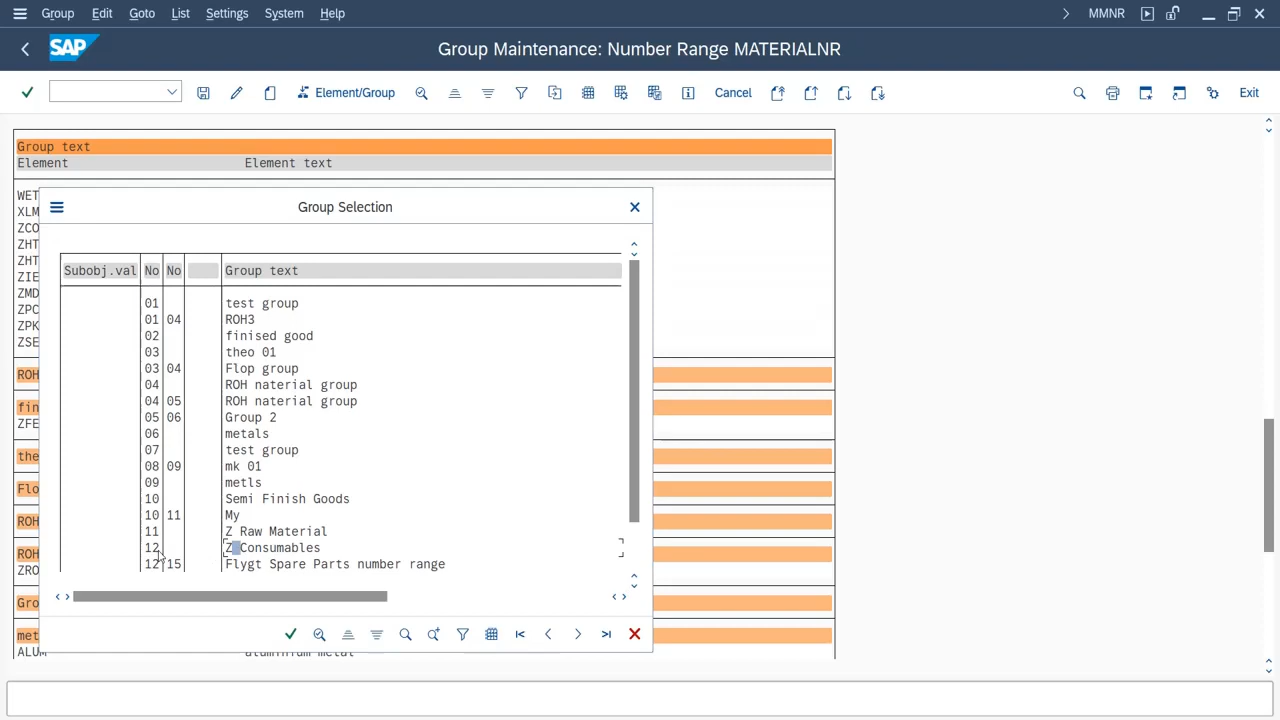 Group Edit Goto List Settings System Help MMNR
SAP Group Maintenance: Number Range MATERIALNR
Element/Group Cancel Exit
Group text
Element Element text
WET
XLM
ZCO
ZHT
ZHT
ZIE
ZMD
ZPC
ZPK
ZSE
ROH
fin
ZFE
the
Flo
ROH
ROH
ZRO
Gro
met
ALUM aluminium metal
Group Selection
Subobj.val No No Group text
01 test group
01 04 ROH3
02 finised good
03 theo 01
03 04 Flop group
04 ROH naterial group
04 05 ROH naterial group
05 06 Group 2
06 metals
07 test group
08 09 mk 01
09 metls
10 Semi Finish Goods
10 11 My
11 Z Raw Material
12 Z Consumables
12 15 Flygt Spare Parts number range